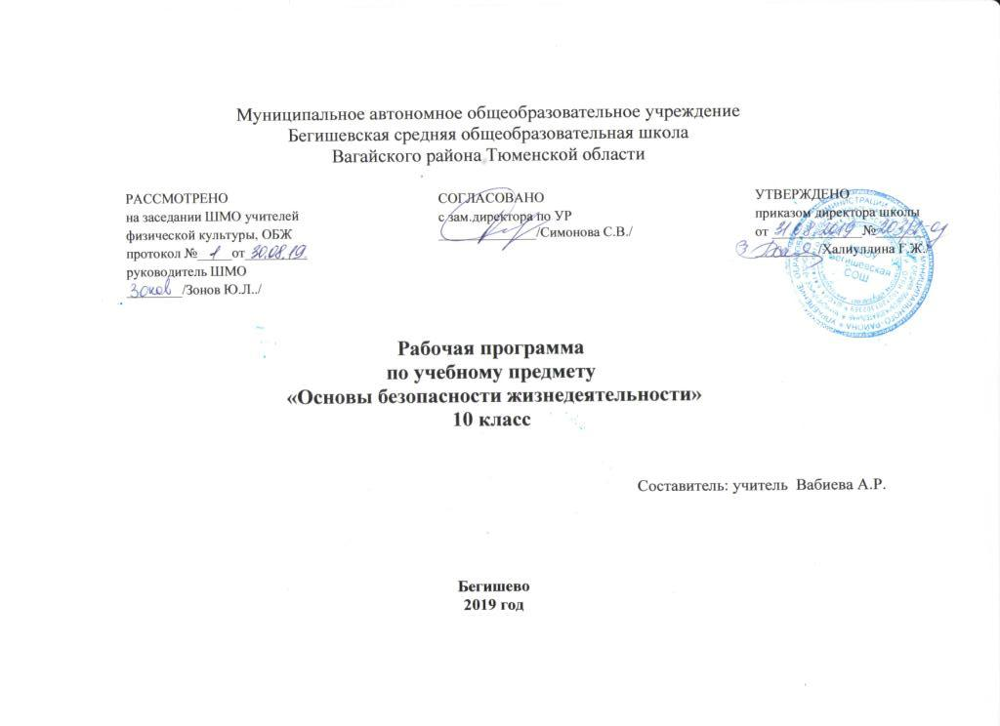 Муниципальное автономное общеобразовательное учреждение
Бегишевская средняя общеобразовательная школа
Вагайского района Тюменской области
РАССМОТРЕНО
на заседании ШМО учителей
физической культуры, ОБЖ
протокол № 1 от 30.08.19
руководитель ШМО
Зонов /Зонов Ю.Л../
СОГЛАСОВАНО
с зам.директора по УР
/Симонова С.В./
УТВЕРЖДЕНО
приказом директора школы
от 31.08.2019 №
/Халиуллина Г.Ж./
Бегишевская
СОШ
Рабочая программа
по учебному предмету
«Основы безопасности жизнедеятельности»
10 класс
Составитель: учитель Вабиева А.Р.
Бегишево
2019 год